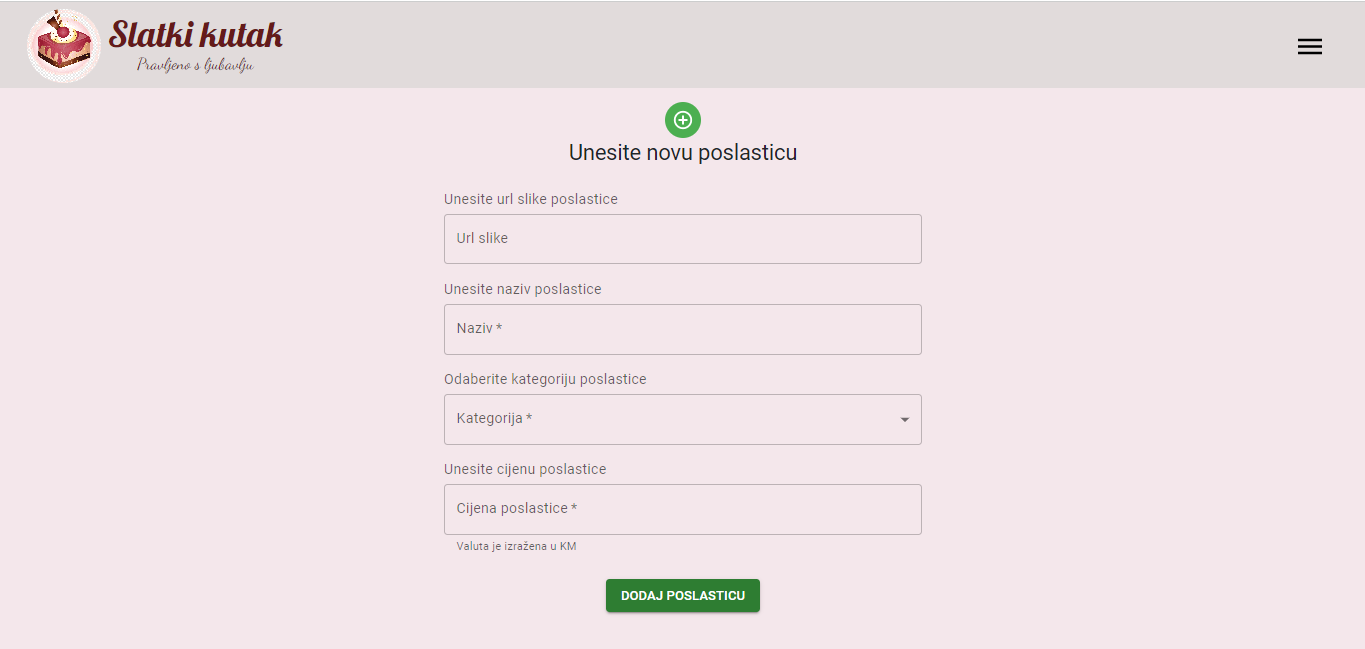 Slatki kutak
Pravljeno s ljubavlju
Unesite novu poslasticu
Unesite url slike poslastice
Url slike
Unesite naziv poslastice
Naziv *
Odaberite kategoriju poslastice
Kategorija *
Unesite cijenu poslastice
Cijena poslastice *
Valuta je izražena u KM
DODAJ POSLASTICU